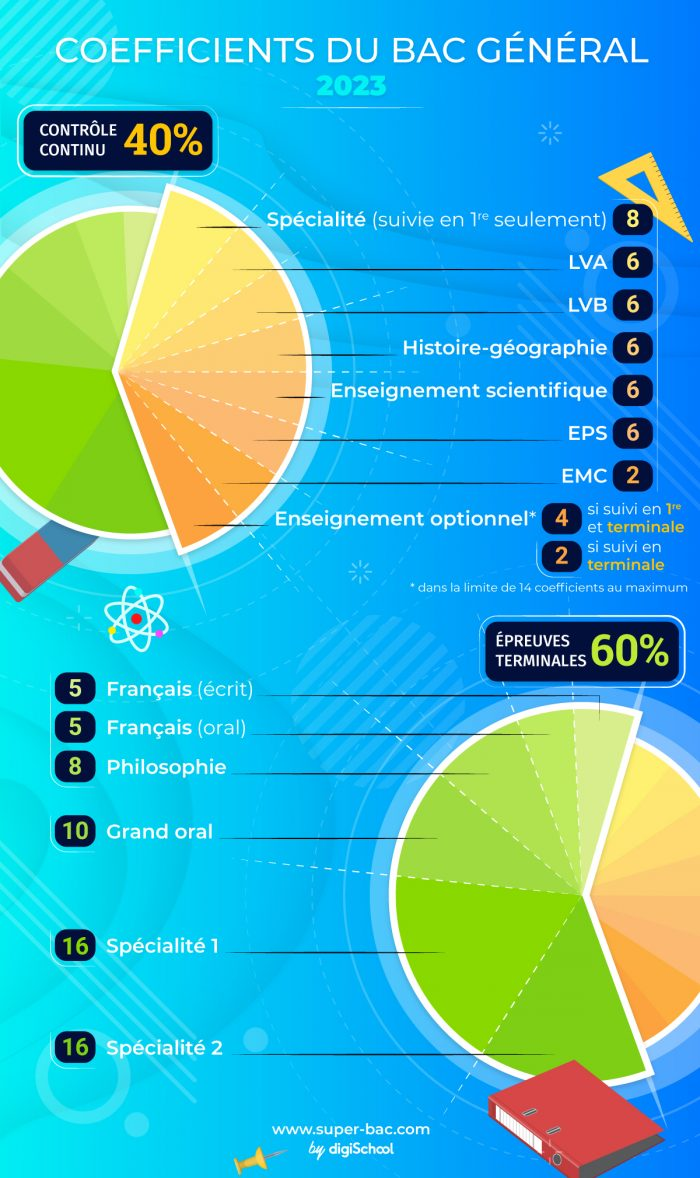 COEFFICIENTS DU BAC GÉNÉRAL
2023
CONTRÔLE
CONTINU 40%
Spécialité (suivie en 1re seulement) 8
LVA 6
LVB 6
Histoire-géographie 6
Enseignement scientifique 6
EPS 6
EMC 2
Enseignement optionnel* 4 si suivi en 1re
et terminale
2 si suivi en
terminale
* dans la limite de 14 coefficients au maximum
ÉPREUVES
TERMINALES 60%
5 Français (écrit)
5 Français (oral)
8 Philosophie
10 Grand oral
16 Spécialité 1
16 Spécialité 2
www.super-bac.com
by digiSchool